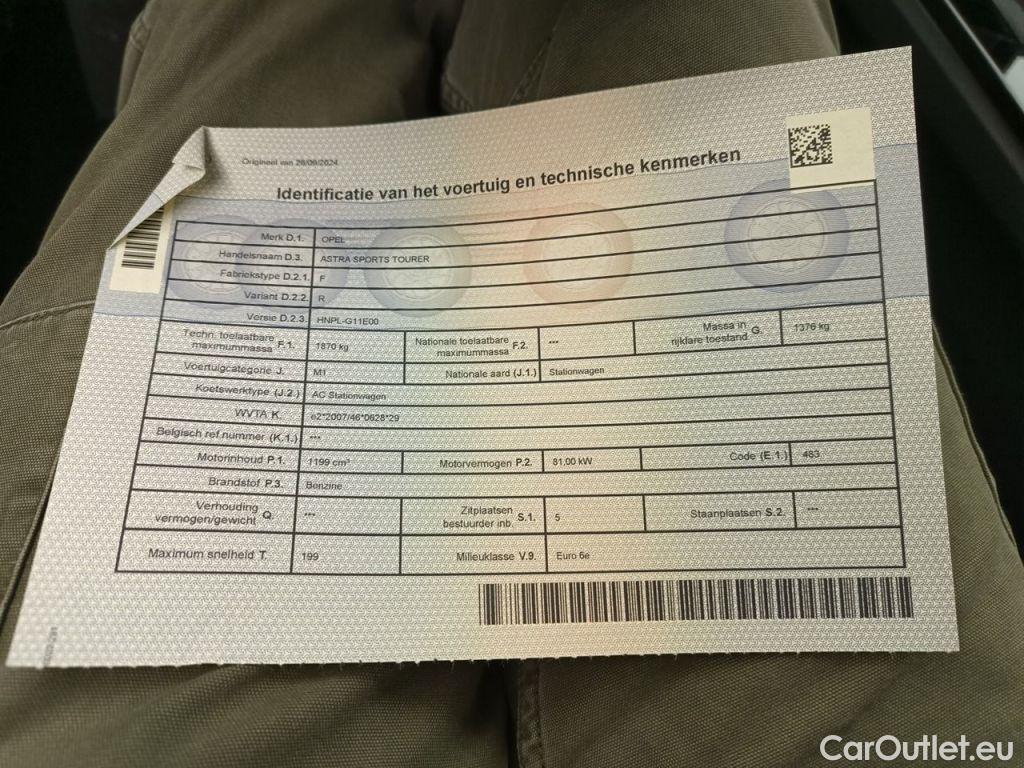 Origineel van 26/09/2024
Identificatie van het voertuig en technische kenmerken
Merk D.1. OPEL
Handelsnaam D.3. ASTRA SPORTS TOURER
Fabriekstype D.2.1. F
Variant D.2.2. R
Versie D.2.3. HNPL-G11E00
Techn. toelaatbare maximummassa F.1. 1870 kg Nationale toelaatbare maximummassa F.2. --- Massa in rijklare toestand G. 1376 kg
Voertuigcategorie J. M1 Nationale aard (J.1.) Stationwagen
Koetswerktype (J.2.) AC Stationwagen
WVTA K. e2*2007/46*0628*29
Belgisch ref.nummer (K.1.) ---
Motorinhoud P.1. 1199 cm³ Motorvermogen P.2. 81,00 kW Code (E.1.) 483
Brandstof P.3. Benzine
Verhouding vermogen/gewicht Q. --- Zitplaatsen bestuurder inb. S.1. 5 Staanplaatsen S.2. ---
Maximum snelheid T. 199 Milieuklasse V.9. Euro 6e
CarOutlet.eu